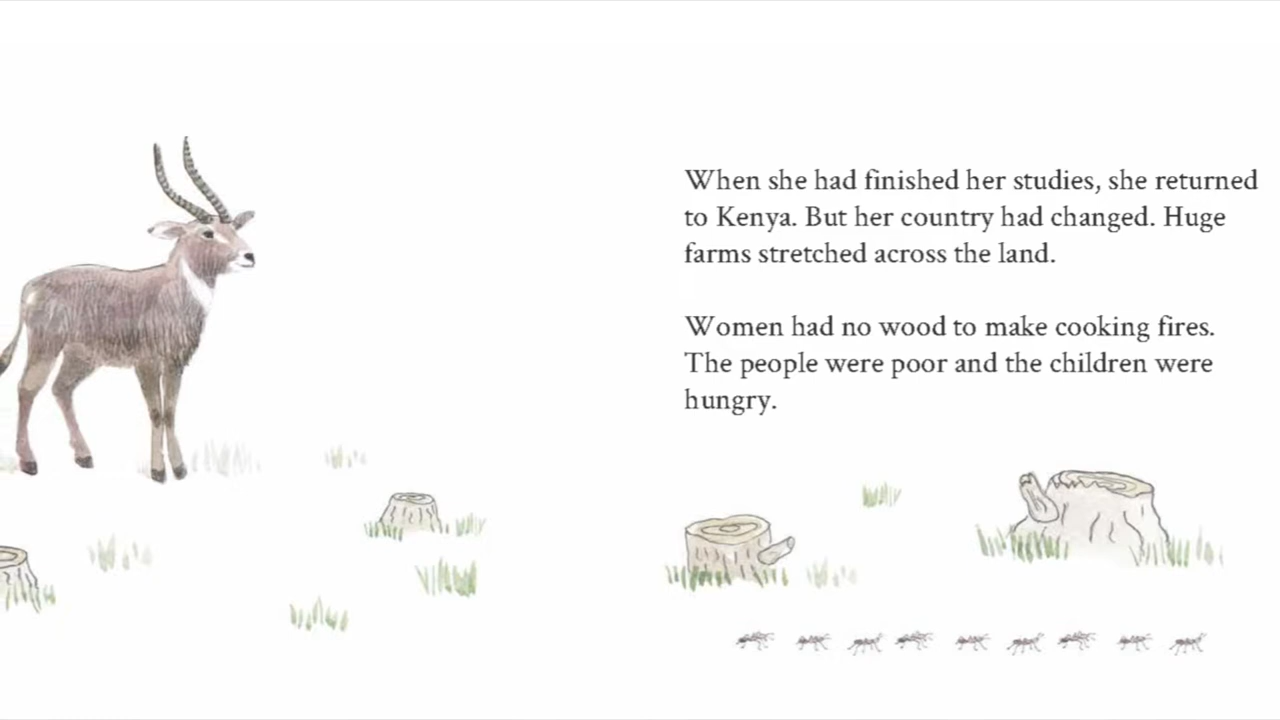 When she had finished her studies, she returned
to Kenya. But her country had changed. Huge
farms stretched across the land.
Women had no wood to make cooking fires.
The people were poor and the children were
hungry.